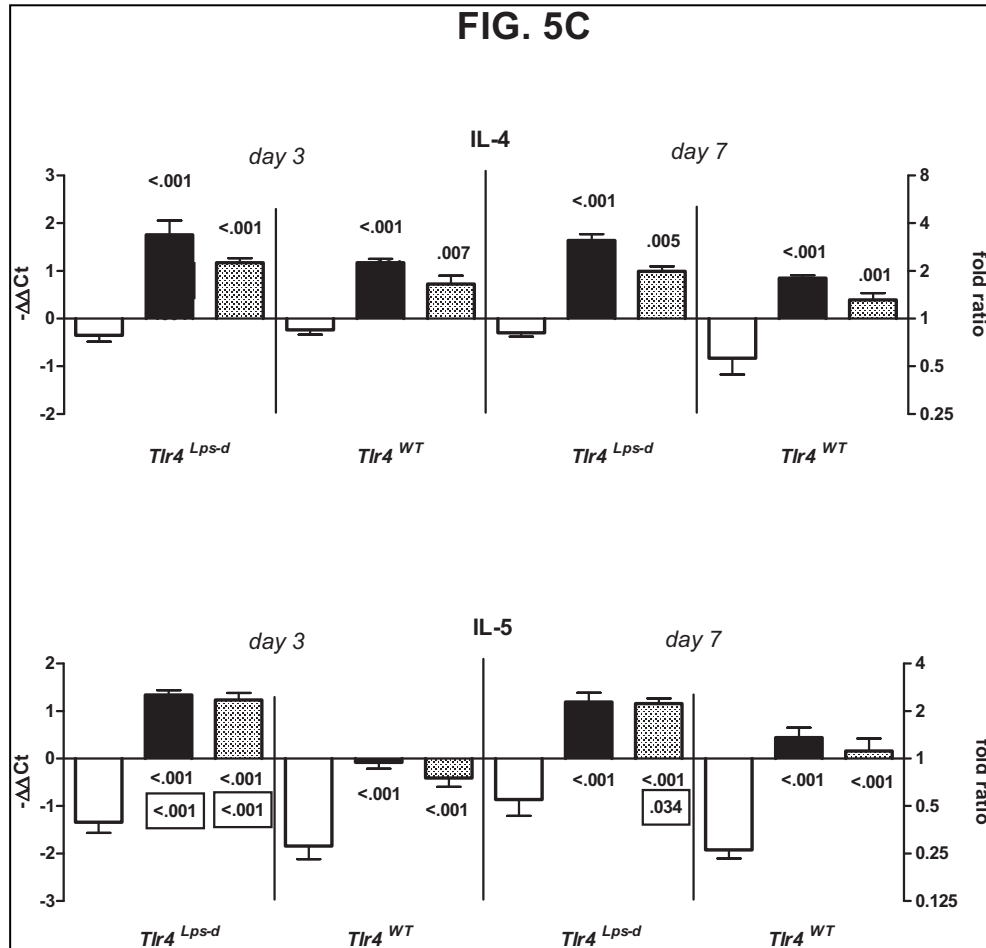 FIG. 5C
IL-4
day 3
day 7
<.001
<.001
<.001
.007
<.001
.005
<.001
.001
3
2
1
0
-1
-2
-ΔΔCt
8
4
2
1
0.5
0.25
fold ratio
Tlr4 Lps-d
Tlr4 WT
Tlr4 Lps-d
Tlr4 WT
IL-5
day 3
day 7
2
1
0
-1
-2
-3
-ΔΔCt
<.001
<.001
<.001
<.001
<.001
<.001
<.001
<.001
<.001
<.001
.034
4
2
1
0.5
0.25
0.125
fold ratio
Tlr4 Lps-d
Tlr4 WT
Tlr4 Lps-d
Tlr4 WT